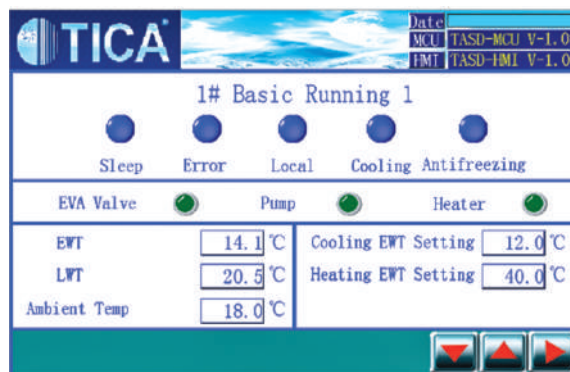 TICA
Date
MCU TASD-MCU V-1.0
HMI TASD-HMI V-1.0
1# Basic Running 1
Sleep Error Local Cooling Antifreezing
EVA Valve Pump Heater
EWT 14.1 ℃ Cooling EWT Setting 12.0 ℃
LWT 20.5 ℃ Heating EWT Setting 40.0 ℃
Ambient Temp 18.0 ℃